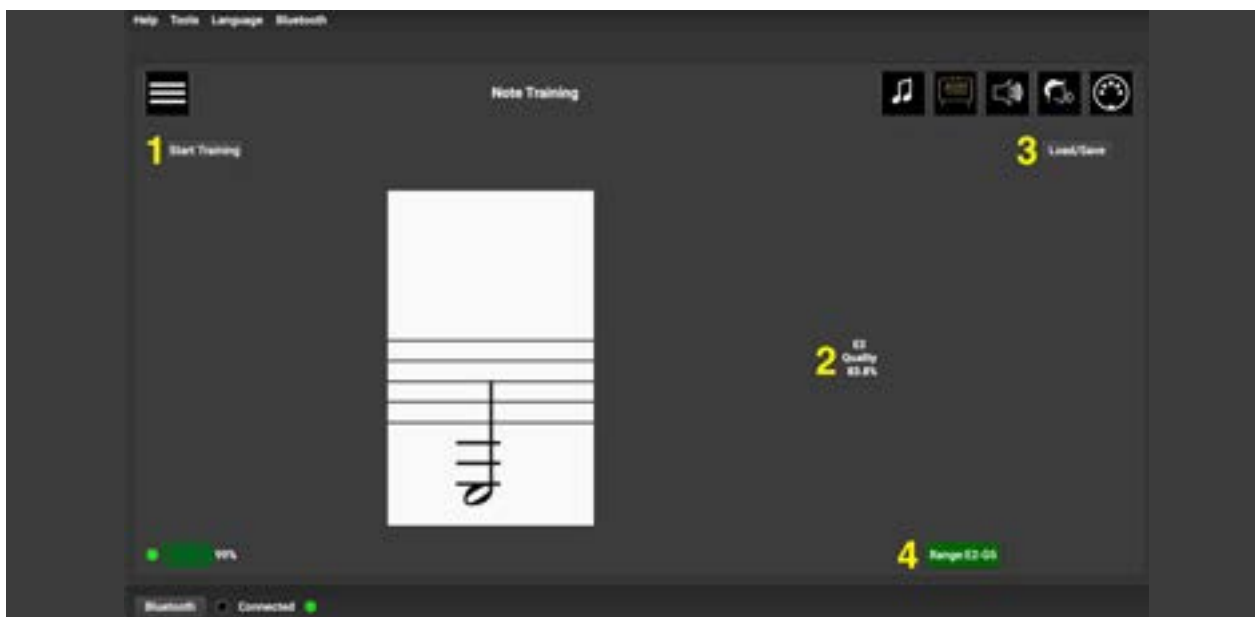 Help Tools Language Bluetooth
Note Training
1 Start Training
3 Load/Save
E2
2 Quality
83.8%
99%
4 Range:E2-G5
Bluetooth Connected